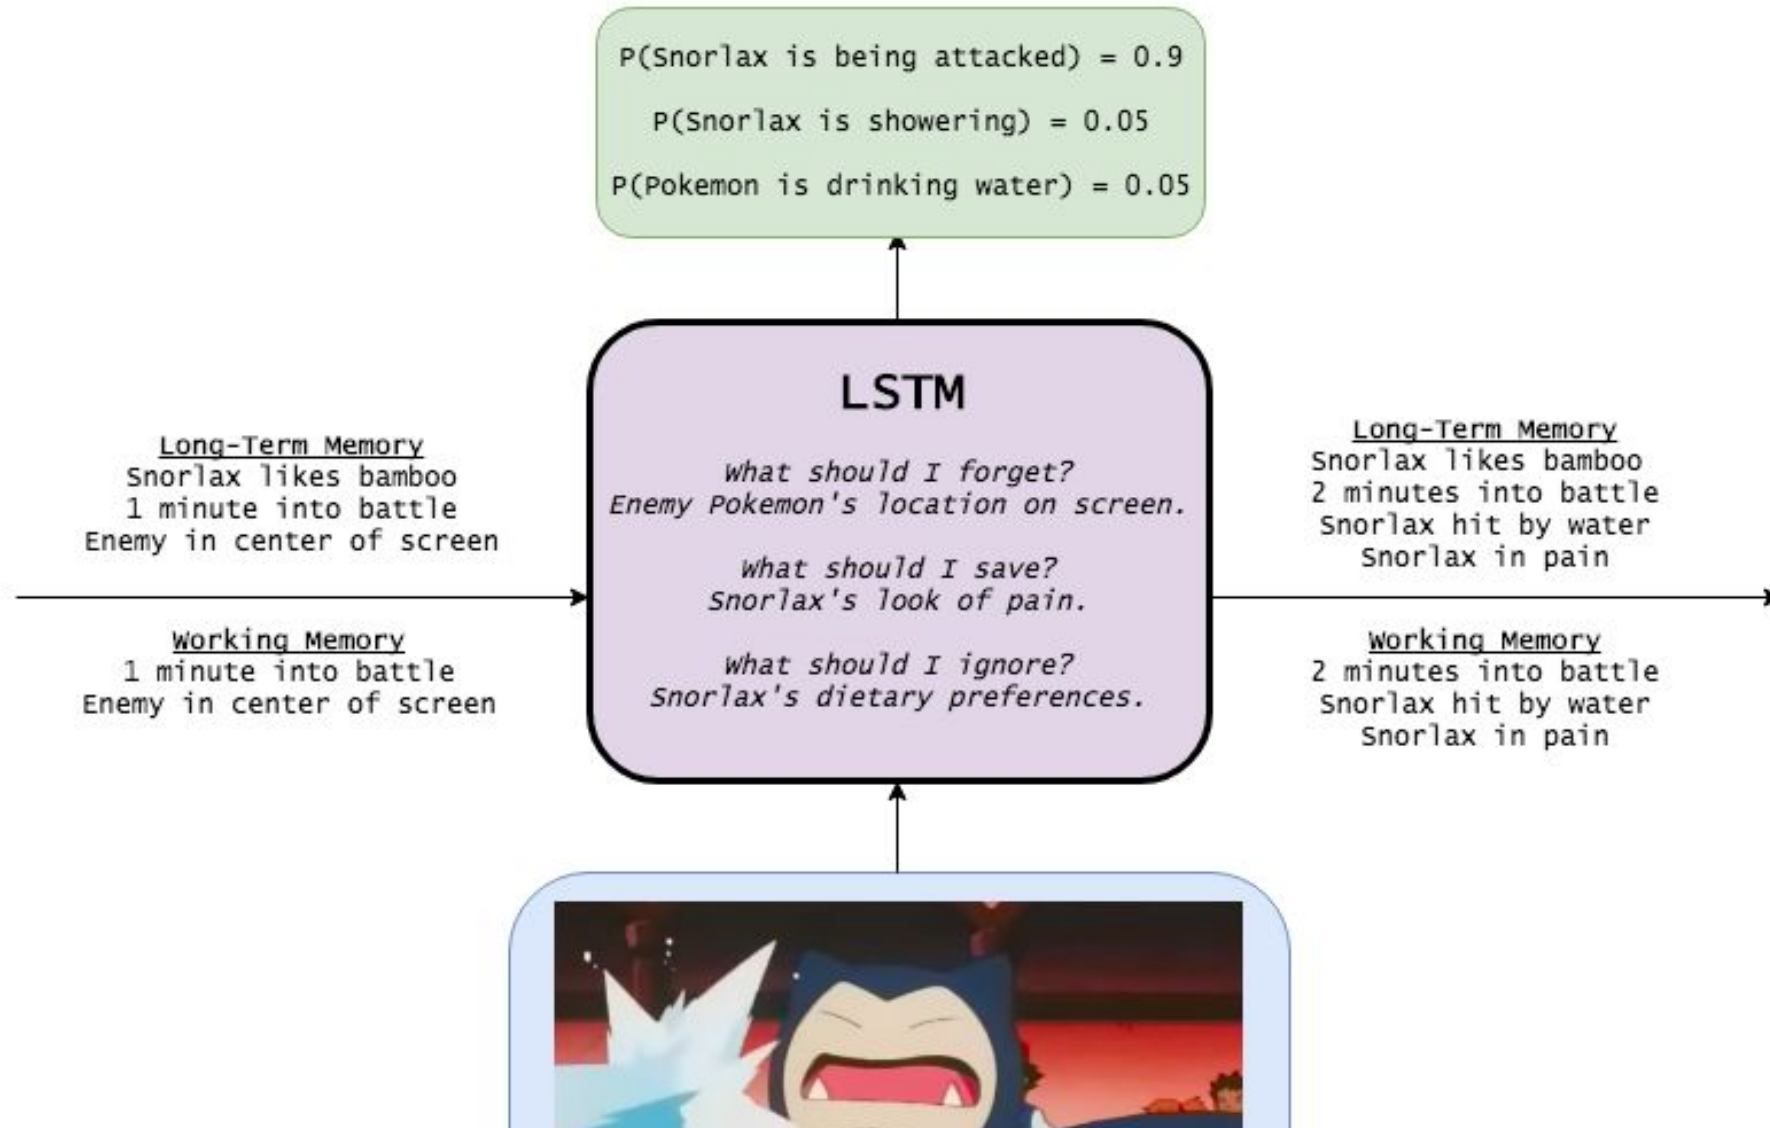 P(Snorlax is being attacked) = 0.9
P(Snorlax is showering) = 0.05
P(Pokemon is drinking water) = 0.05
LSTM
What should I forget?
Enemy Pokemon's location on screen.
What should I save?
Snorlax's look of pain.
What should I ignore?
Snorlax's dietary preferences.
Long-Term Memory
Snorlax likes bamboo
1 minute into battle
Enemy in center of screen
Working Memory
1 minute into battle
Enemy in center of screen
Long-Term Memory
Snorlax likes bamboo
2 minutes into battle
Snorlax hit by water
Snorlax in pain
Working Memory
2 minutes into battle
Snorlax hit by water
Snorlax in pain